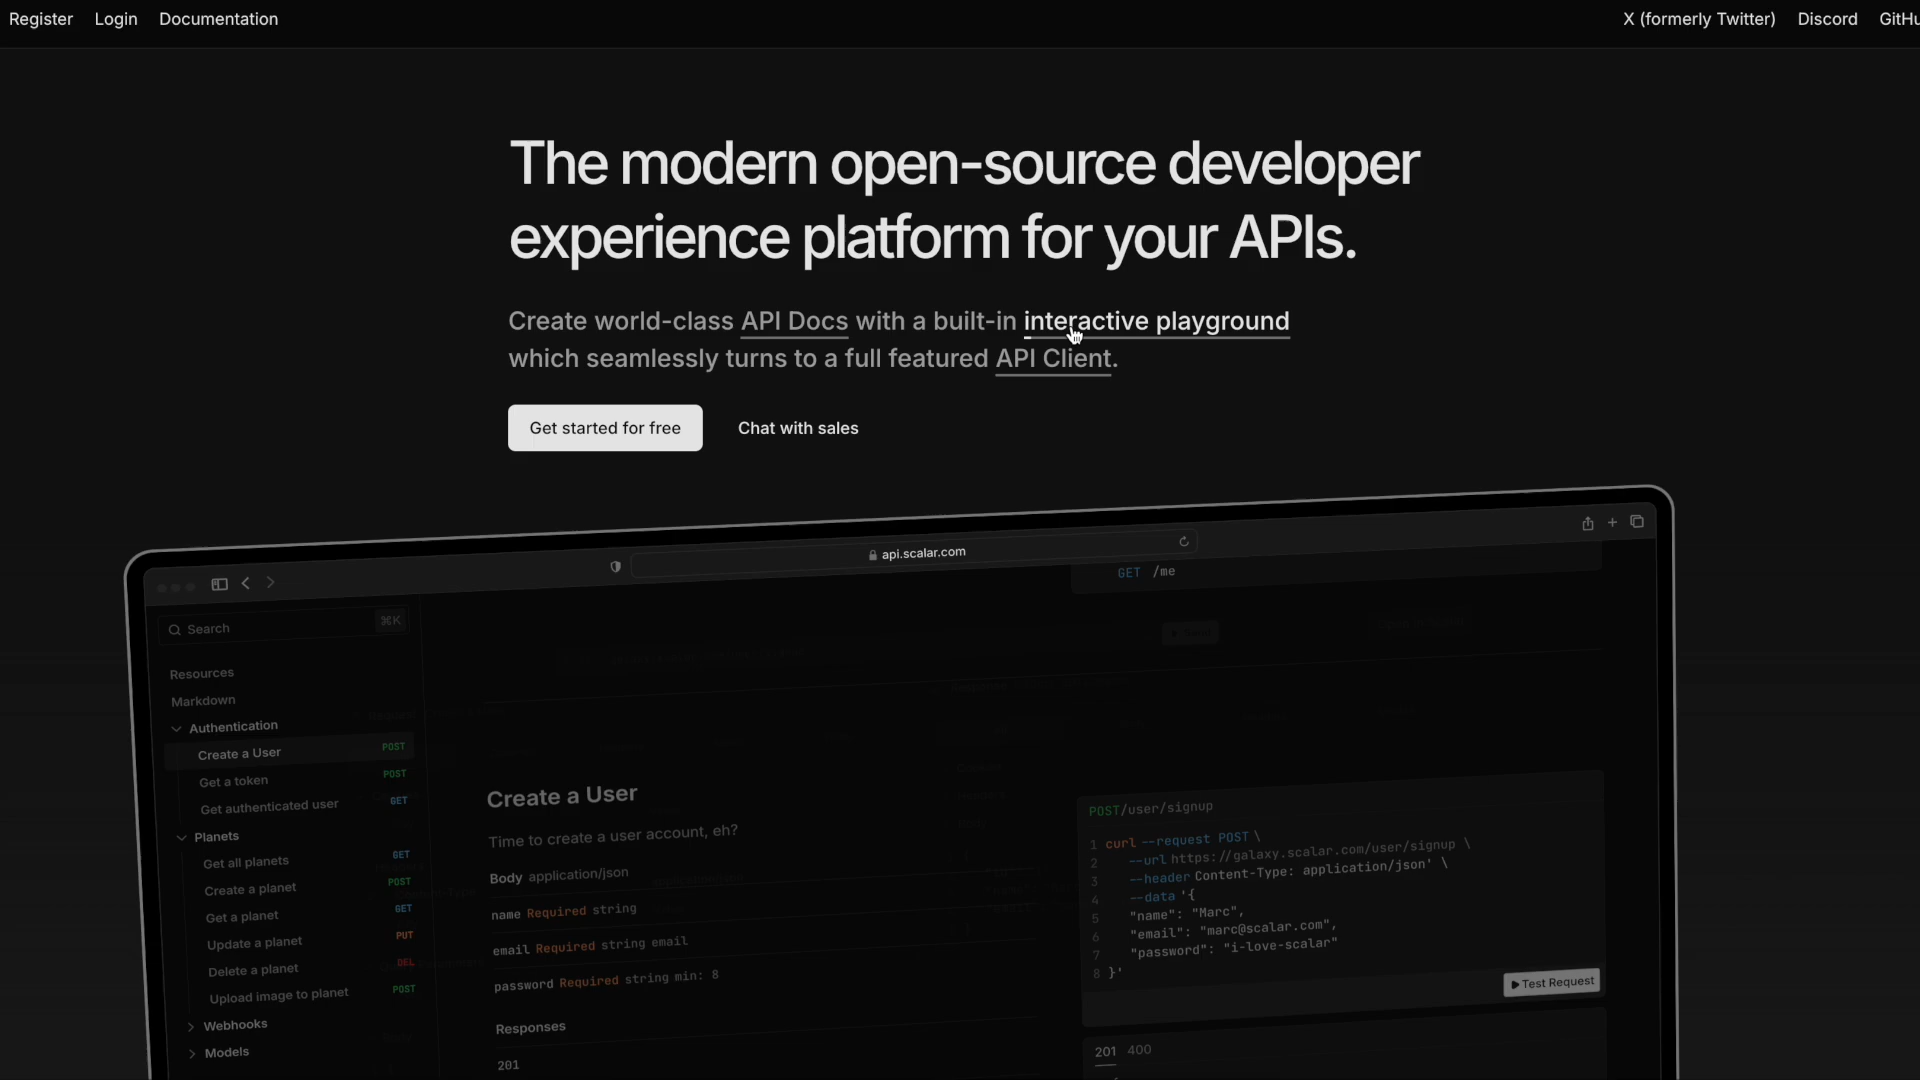 Register Login Documentation
X (formerly Twitter) Discord GitHu
The modern open-source developer
experience platform for your APIs.
Create world-class API Docs with a built-in interactive playground
which seamlessly turns to a full featured API Client.
Get started for free
Chat with sales
api.scalar.com
Search ⌘K
Resources
Markdown
Authentication
Create a User POST
Get a token POST
Get authenticated user GET
Planets
Get all planets GET
Create a planet POST
Get a planet GET
Update a planet PUT
Delete a planet DEL
Upload image to planet POST
Webhooks
Models
GET /me
Create a User
Time to create a user account, eh?
Body application/json
name Required string
email Required string email
password Required string min: 8
Responses
201
POST/user/signup
1 curl --request POST \
2 --url https://galaxy.scalar.com/user/signup \
3 --header Content-Type: application/json' \
4 --data '{
5 "name": "Marc",
6 "email": "marc@scalar.com",
7 "password": "i-love-scalar"
8 }'
Test Request
201 400